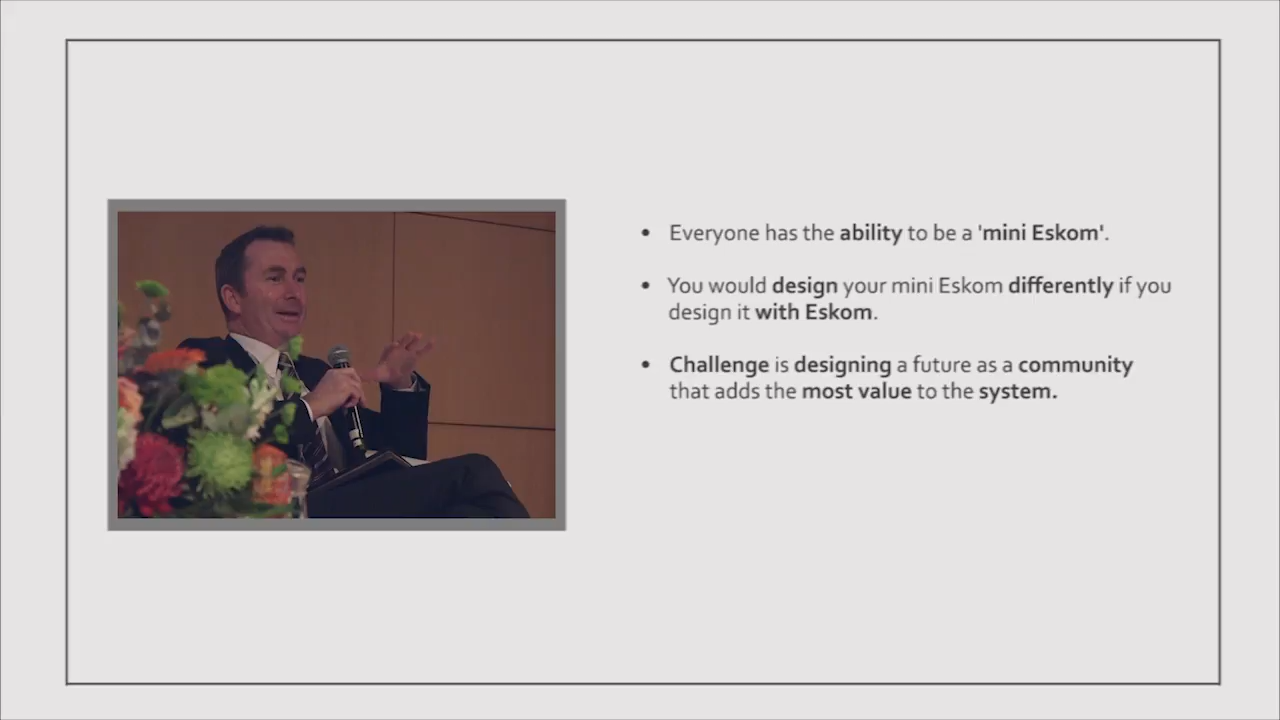 • Everyone has the ability to be a 'mini Eskom'.
• You would design your mini Eskom differently if you
design it with Eskom.
• Challenge is designing a future as a community
that adds the most value to the system.